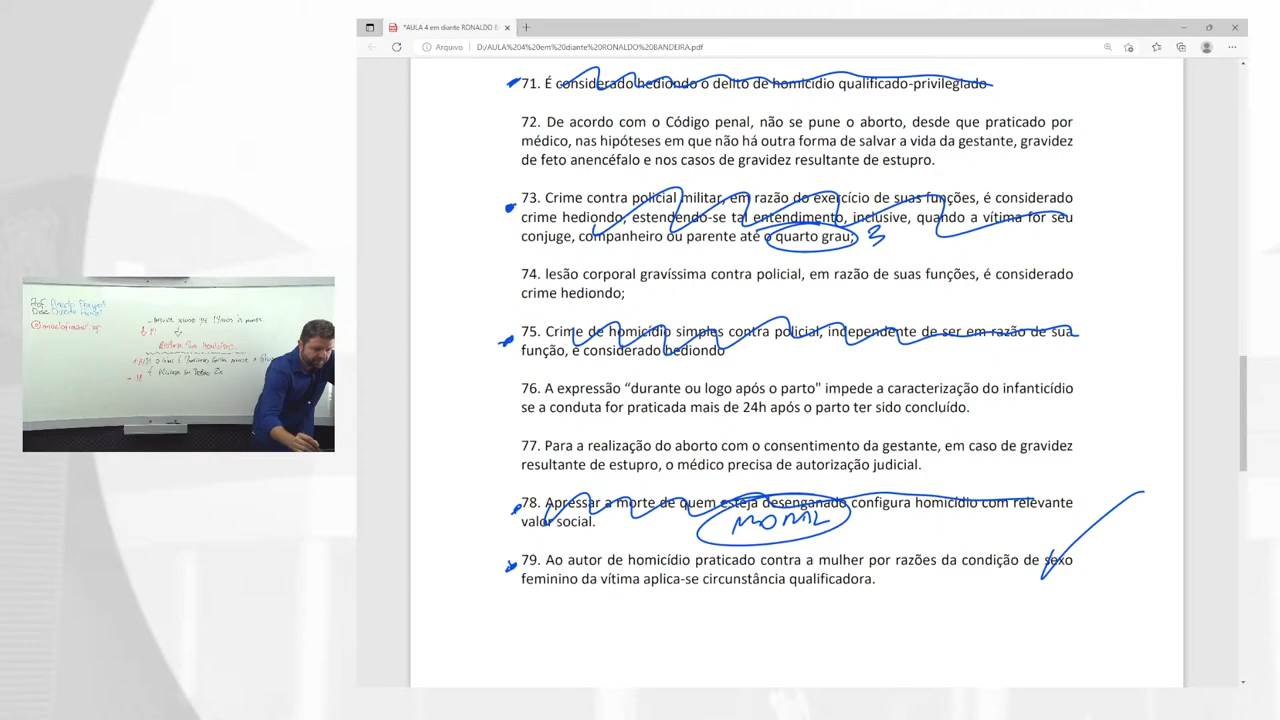 *AULA 4 em diante RONALDO B
Arquivo D:/AULA%204%20em%20diante%20RONALDO%20BANDEIRA.pdf
71. É considerado hediondo o delito de homicídio qualificado-privilegiado
72. De acordo com o Código penal, não se pune o aborto, desde que praticado por
médico, nas hipóteses em que não há outra forma de salvar a vida da gestante, gravidez
de feto anencéfalo e nos casos de gravidez resultante de estupro.
73. Crime contra policial militar, em razão do exercício de suas funções, é considerado
crime hediondo, estendendo-se tal entendimento, inclusive, quando a vítima for seu
conjuge, companheiro ou parente até o quarto grau; 3
74. lesão corporal gravíssima contra policial, em razão de suas funções, é considerado
crime hediondo;
75. Crime de homicídio simples contra policial, independente de ser em razão de sua
função, é considerado hediondo
76. A expressão “durante ou logo após o parto" impede a caracterização do infanticídio
se a conduta for praticada mais de 24h após o parto ter sido concluído.
77. Para a realização do aborto com o consentimento da gestante, em caso de gravidez
resultante de estupro, o médico precisa de autorização judicial.
78. Apressar a morte de quem esteja desenganado configura homicídio com relevante
valor social. MORAL
79. Ao autor de homicídio praticado contra a mulher por razões da condição de sexo
feminino da vítima aplica-se circunstância qualificadora.